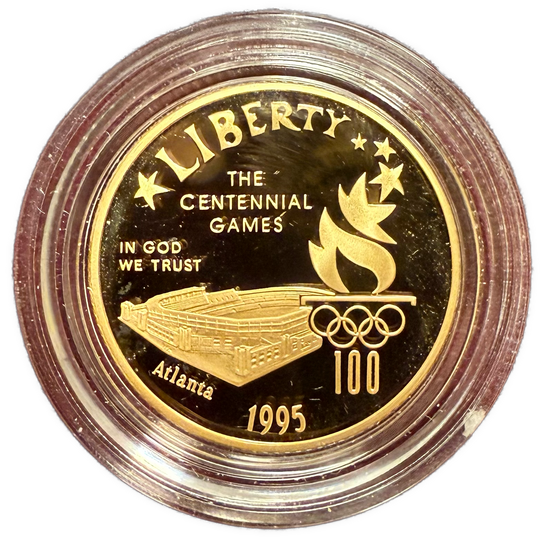 LIBERTY
THE
CENTENNIAL
GAMES
IN GOD
WE TRUST
Atlanta
100
1995